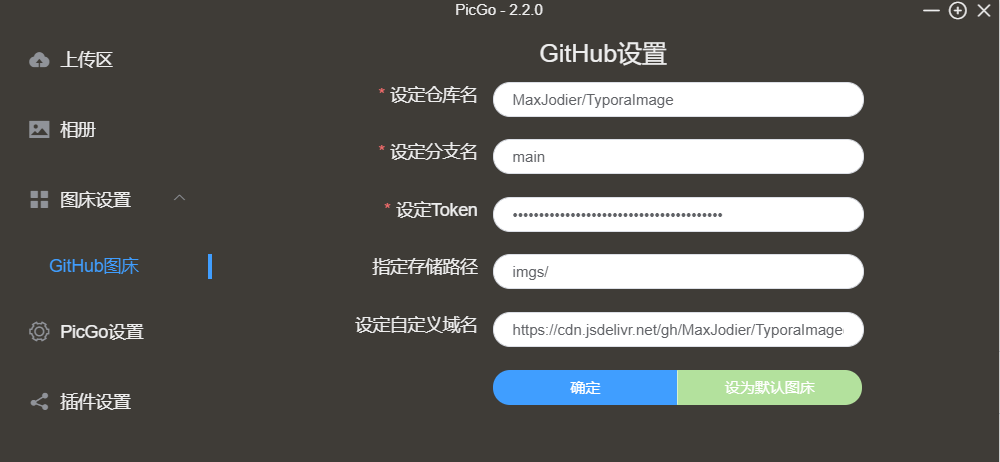 PicGo - 2.2.0
上传区
相册
图床设置
GitHub图床
PicGo设置
插件设置
GitHub设置
* 设定仓库名
MaxJodier/TyporaImage
* 设定分支名
main
* 设定Token
••••••••••••••••••••••••••••••••••••••••
指定存储路径
imgs/
设定自定义域名
https://cdn.jsdelivr.net/gh/MaxJodier/TyporaImage
确定
设为默认图床